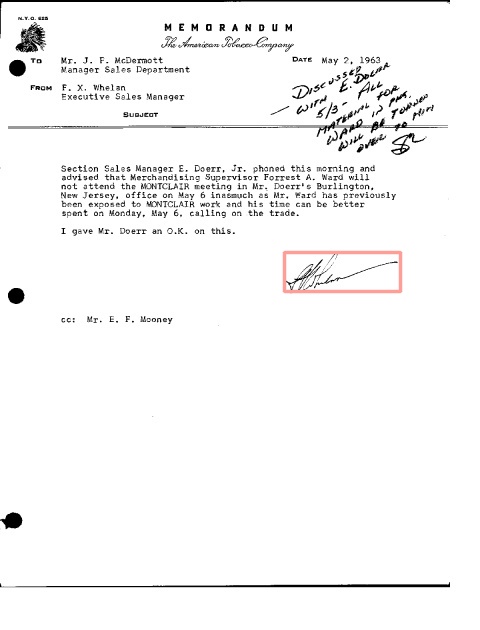 N.Y.O. 625
MEMORANDUM
The American Tobacco Company
TO Mr. J. F. McDermott
Manager Sales Department
DATE May 2, 1963
FROM F. X. Whelan
Executive Sales Manager
SUBJECT
DISCUSSED
WITH E. DOERR
5/3 - ALL
MATERIAL FOR
WARD IN
WILL BE TURNED
OVER TO HIM
Section Sales Manager E. Doerr, Jr. phoned this morning and
advised that Merchandising Supervisor Forrest A. Ward will
not attend the MONTCLAIR meeting in Mr. Doerr's Burlington,
New Jersey, office on May 6 inasmuch as Mr. Ward has previously
been exposed to MONTCLAIR work and his time can be better
spent on Monday, May 6, calling on the trade.
I gave Mr. Doerr an O.K. on this.
cc: Mr. E. F. Mooney